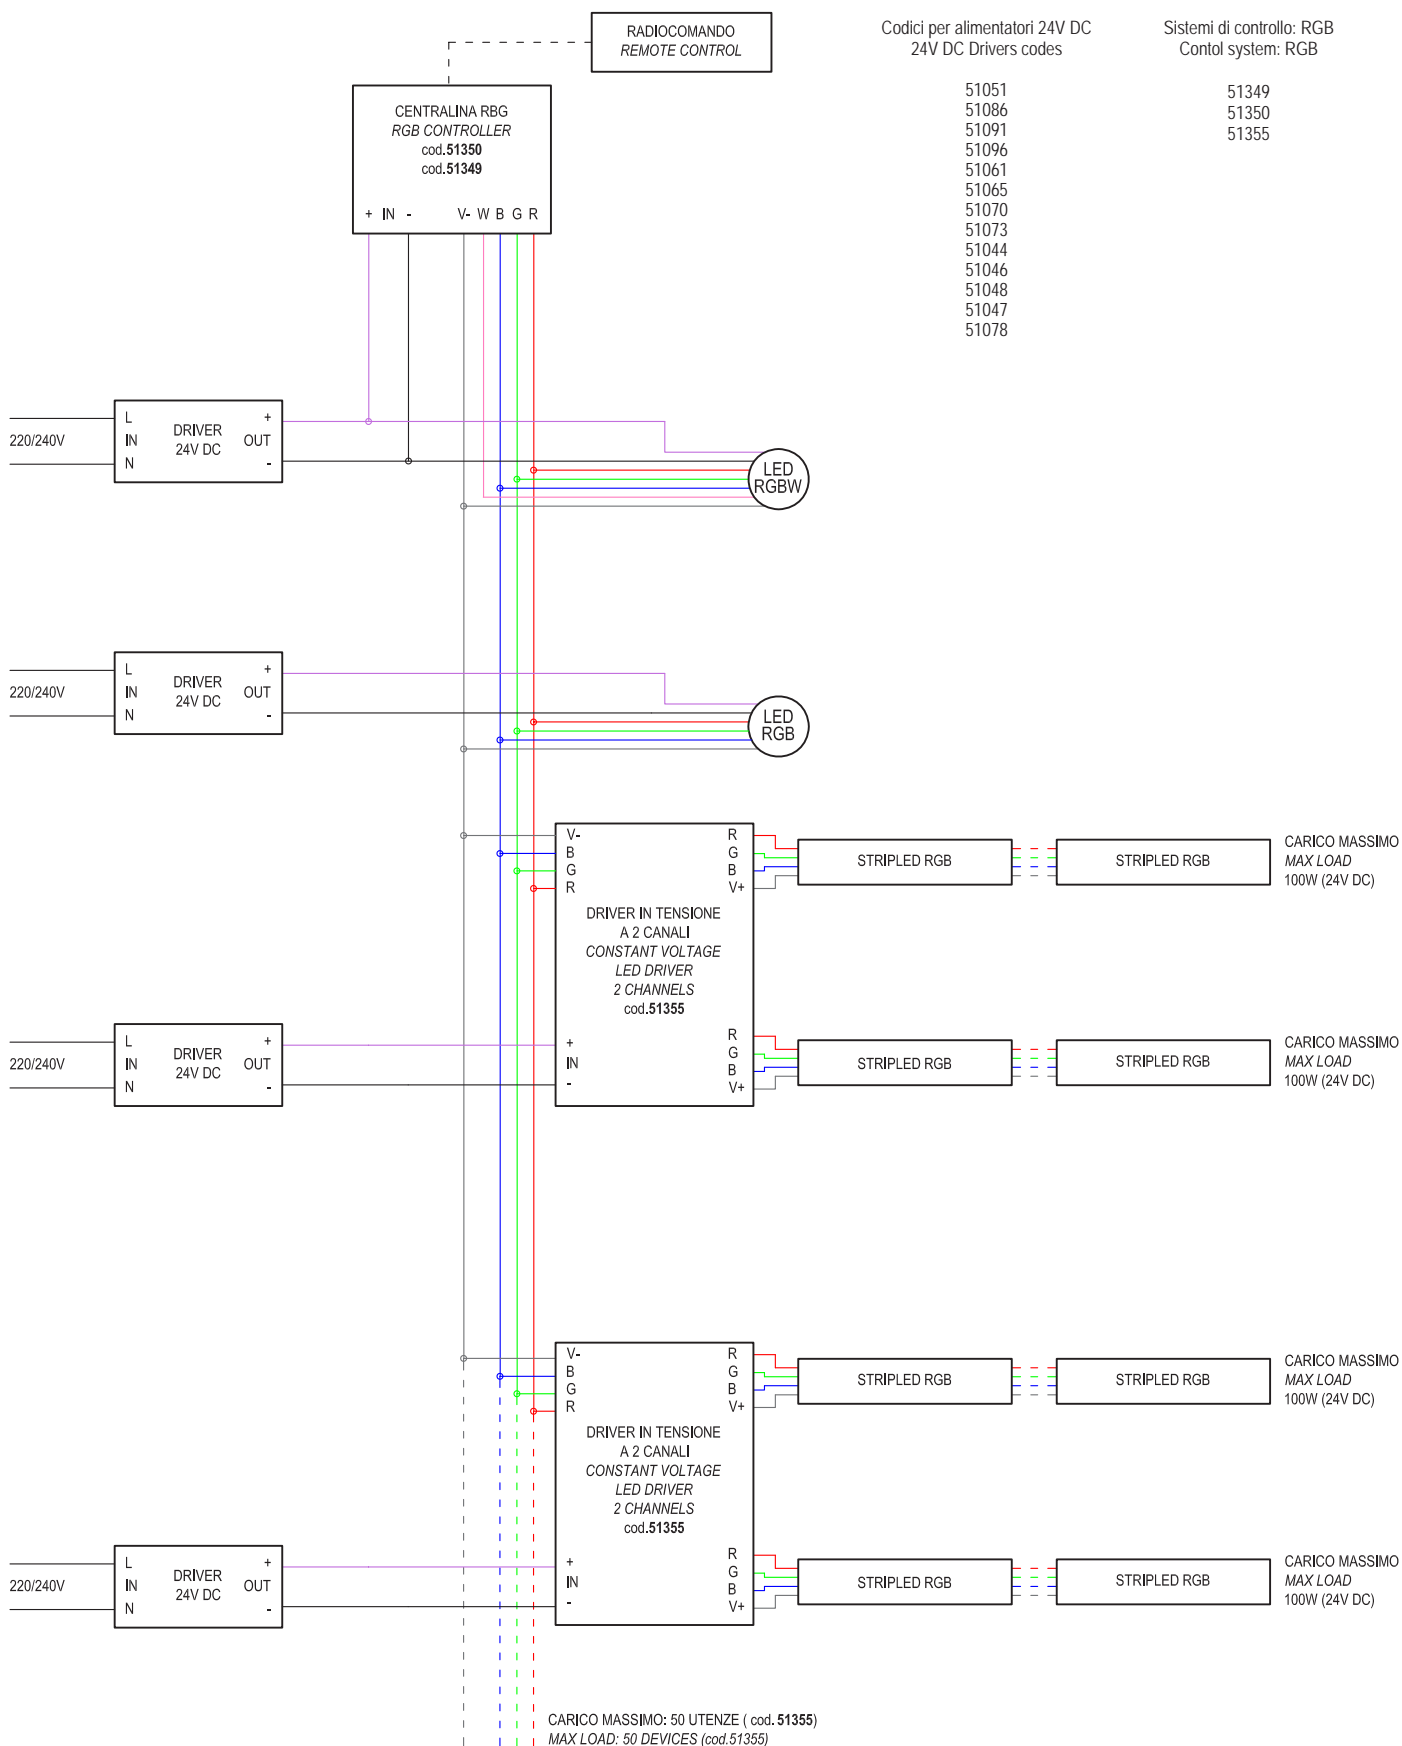 RADIOCOMANDO
REMOTE CONTROL
Codici per alimentatori 24V DC
24V DC Drivers codes
51051
51086
51091
51096
51061
51065
51070
51073
51044
51046
51048
51047
51078
Sistemi di controllo: RGB
Contol system: RGB
51349
51350
51355
CENTRALINA RBG
RGB CONTROLLER
cod.51350
cod.51349
+ IN - V- W B G R
220/240V
L
IN
N
DRIVER
24V DC
+
OUT
-
LED
RGBW
220/240V
L
IN
N
DRIVER
24V DC
+
OUT
-
LED
RGB
V-
B
G
R
DRIVER IN TENSIONE
A 2 CANALI
CONSTANT VOLTAGE
LED DRIVER
2 CHANNELS
cod.51355
+
IN
-
R
G
B
V+
R
G
B
V+
STRIPLED RGB
STRIPLED RGB
CARICO MASSIMO
MAX LOAD
100W (24V DC)
220/240V
L
IN
N
DRIVER
24V DC
+
OUT
-
STRIPLED RGB
STRIPLED RGB
CARICO MASSIMO
MAX LOAD
100W (24V DC)
V-
B
G
R
DRIVER IN TENSIONE
A 2 CANALI
CONSTANT VOLTAGE
LED DRIVER
2 CHANNELS
cod.51355
+
IN
-
R
G
B
V+
R
G
B
V+
STRIPLED RGB
STRIPLED RGB
CARICO MASSIMO
MAX LOAD
100W (24V DC)
220/240V
L
IN
N
DRIVER
24V DC
+
OUT
-
STRIPLED RGB
STRIPLED RGB
CARICO MASSIMO
MAX LOAD
100W (24V DC)
CARICO MASSIMO: 50 UTENZE ( cod. 51355)
MAX LOAD: 50 DEVICES (cod.51355)